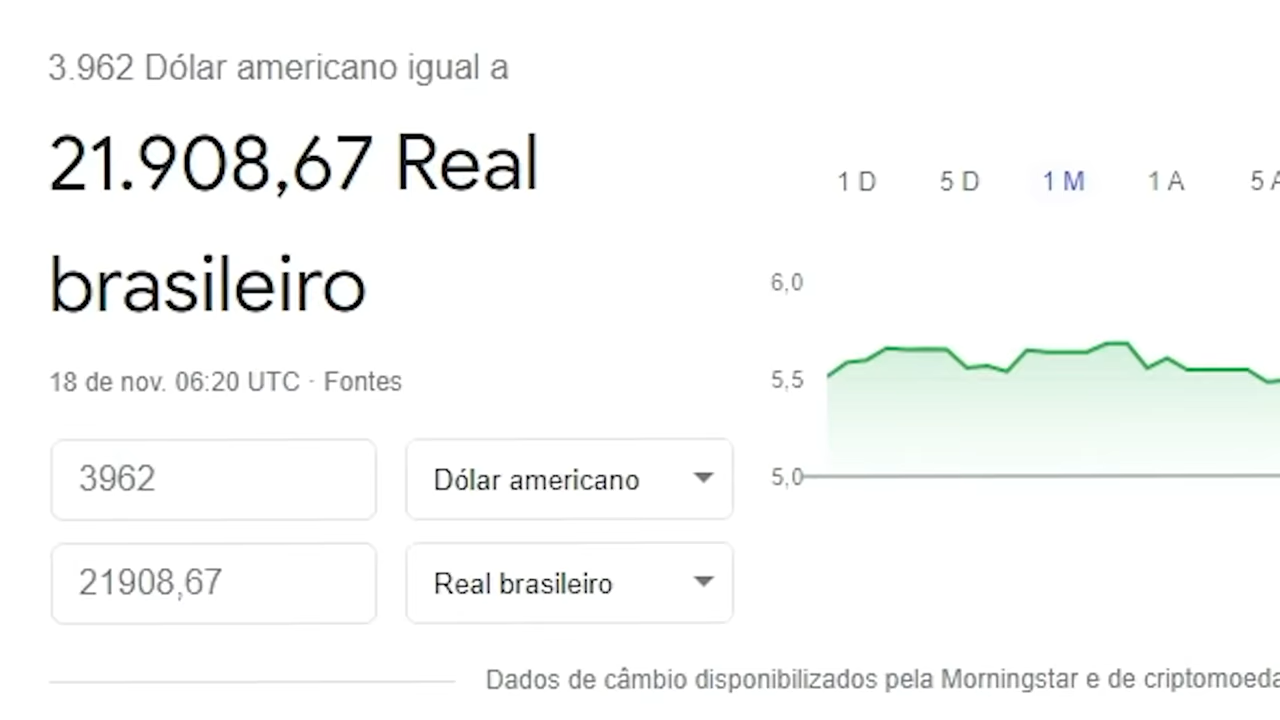 3.962 Dólar americano igual a
21.908,67 Real
brasileiro
18 de nov. 06:20 UTC · Fontes
3962
Dólar americano
21908,67
Real brasileiro
1 D
5 D
1 M
1 A
5 A
6,0
5,5
5,0
Dados de câmbio disponibilizados pela Morningstar e de criptomoeda